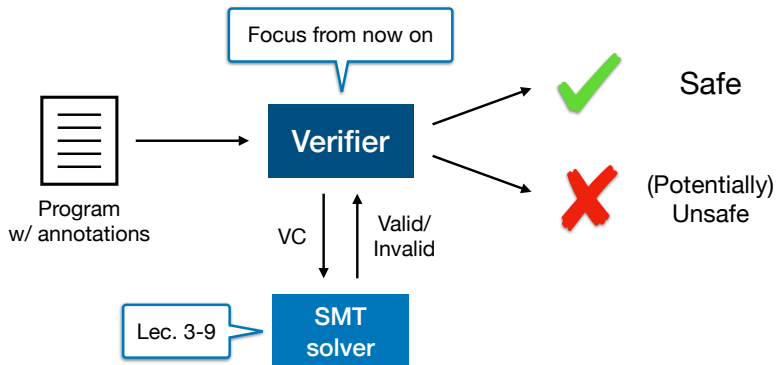 Focus from now on
Verifier
Safe
(Potentially)
Unsafe
Program
w/ annotations
VC
Valid/
Invalid
Lec. 3-9
SMT
solver